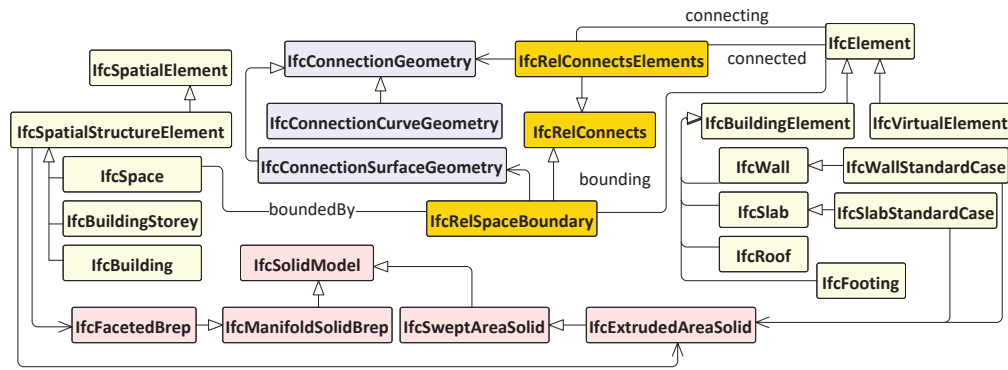 connecting
IfcElement
IfcSpatialElement
IfcConnectionGeometry
IfcRelConnectsElements
connected
IfcSpatialStructureElement
IfcConnectionCurveGeometry
IfcRelConnects
IfcBuildingElement
IfcVirtualElement
IfcSpace
IfcConnectionSurfaceGeometry
bounding
IfcWall
IfcWallStandardCase
IfcBuildingStorey
boundedBy
IfcRelSpaceBoundary
IfcSlab
IfcSlabStandardCase
IfcBuilding
IfcSolidModel
IfcRoof
IfcFooting
IfcFacetedBrep
IfcManifoldSolidBrep
IfcSweptAreaSolid
IfcExtrudedAreaSolid